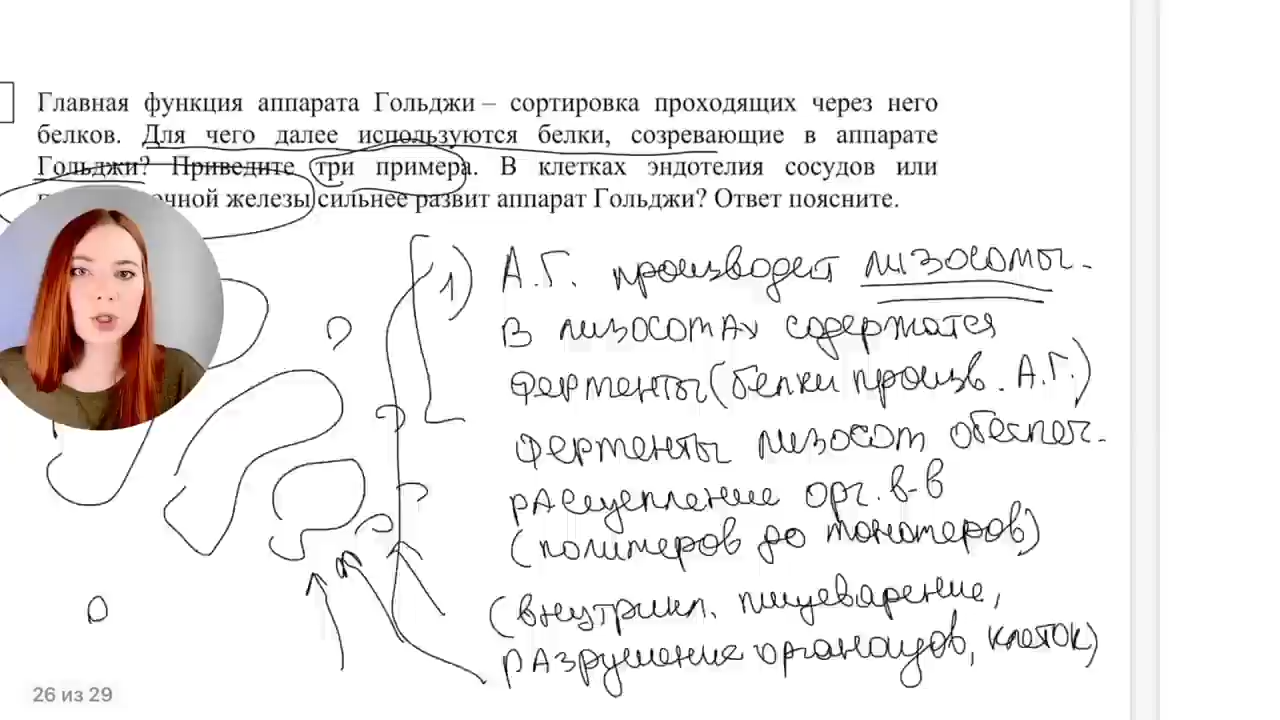 Главная функция аппарата Гольджи – сортировка проходящих через него
белков. Для чего далее используются белки, созревающие в аппарате
Гольджи? Приведите три примера. В клетках эндотелия сосудов или
железы сильнее развит аппарат Гольджи? Ответ поясните.
1) А.Г. производит лизосомы.
В лизосомах содержатся
ферменты (белки произв. А.Г.)
ферменты лизосом обеспеч.
расщепление орг. в-в
(полимеров до мономеров)
(внутрикл. пищеварение,
разрушение органоидов, клеток)
26 из 29